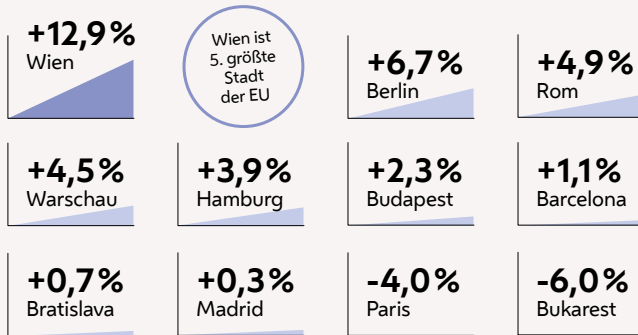 +12,9%
Wien
Wien ist
5. größte
Stadt
der EU
+6,7%
Berlin
+4,9%
Rom
+4,5%
Warschau
+3,9%
Hamburg
+2,3%
Budapest
+1,1%
Barcelona
+0,7%
Bratislava
+0,3%
Madrid
-4,0%
Paris
-6,0%
Bukarest